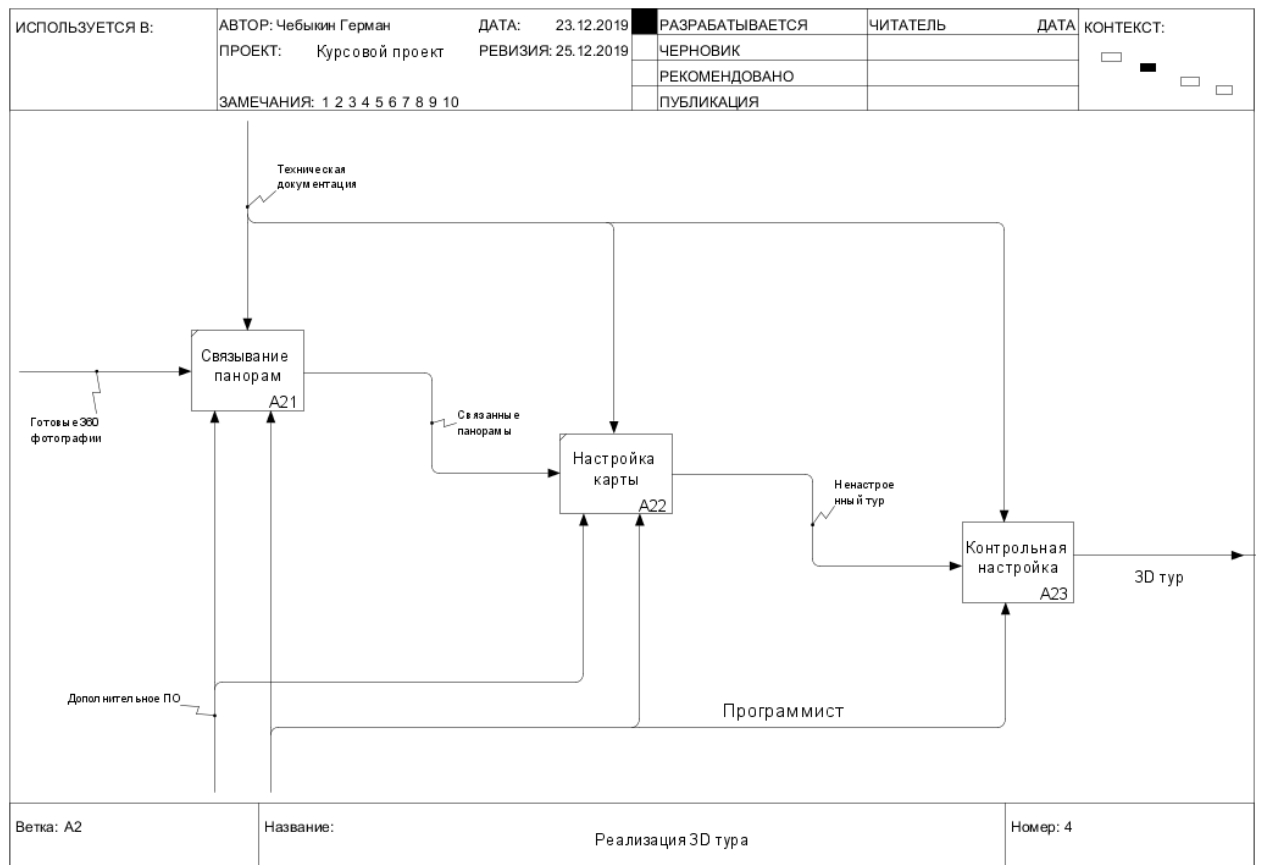 ИСПОЛЬЗУЕТСЯ В:
АВТОР: Чебыкин Герман
ДАТА: 23.12.2019
ПРОЕКТ: Курсовой проект
РЕВИЗИЯ: 25.12.2019
ЗАМЕЧАНИЯ: 1 2 3 4 5 6 7 8 9 10
РАЗРАБАТЫВАЕТСЯ
ЧЕРНОВИК
РЕКОМЕНДОВАНО
ПУБЛИКАЦИЯ
ЧИТАТЕЛЬ
ДАТА
КОНТЕКСТ:
Техническая
документация
Связывание
панорам
A21
Готовые 360
фотографии
Связанные
панорамы
Настройка
карты
A22
Ненастрое
нный тур
Контрольная
настройка
A23
3D тур
Дополнительное ПО
Программист
Ветка: A2
Название:
Реализация 3D тура
Номер: 4